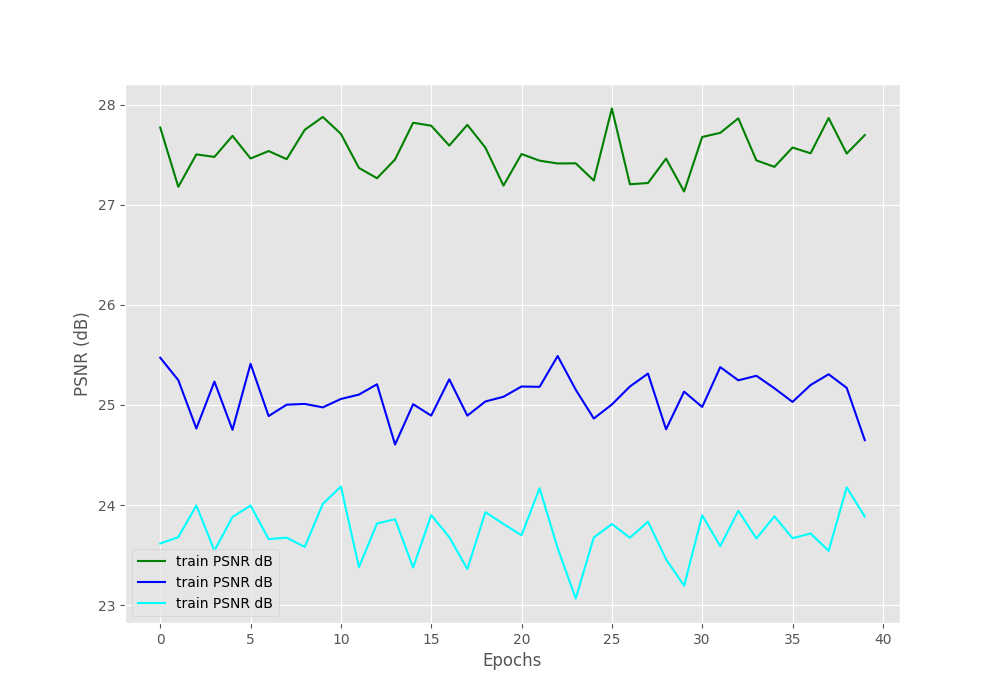 28
27
26
25
24
23
PSNR (dB)
train PSNR dB
train PSNR dB
train PSNR dB
0 5 10 15 20 25 30 35 40
Epochs